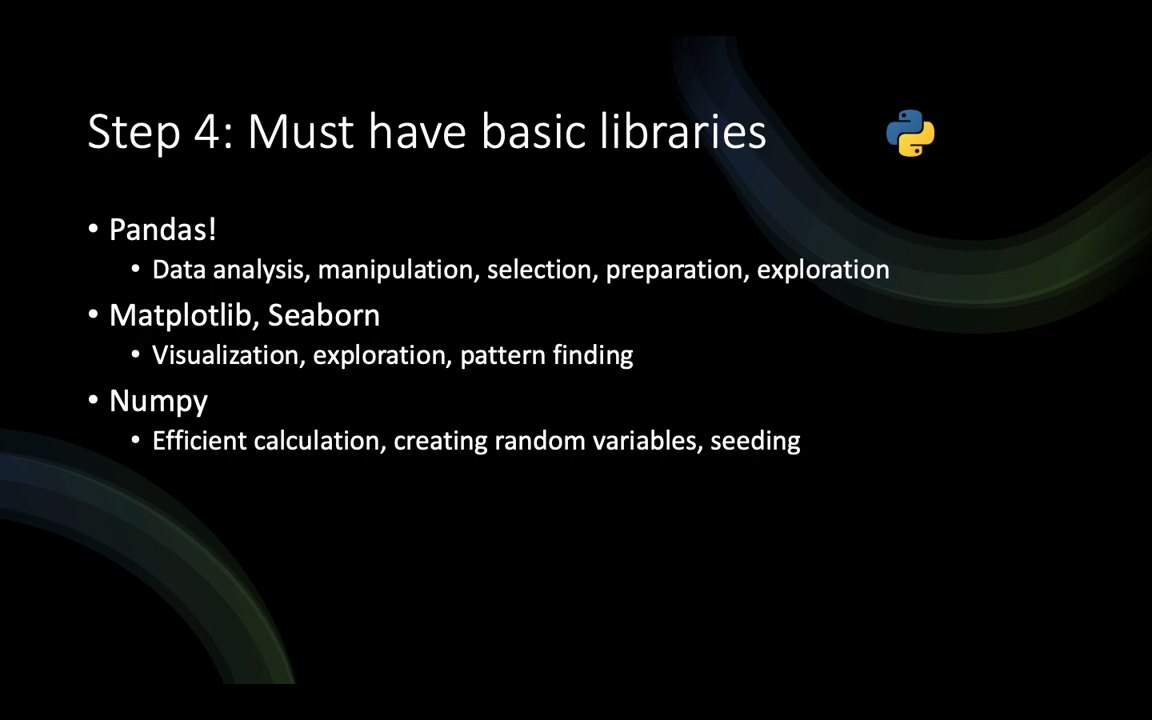 Step 4: Must have basic libraries
• Pandas!
• Data analysis, manipulation, selection, preparation, exploration
• Matplotlib, Seaborn
• Visualization, exploration, pattern finding
• Numpy
• Efficient calculation, creating random variables, seeding